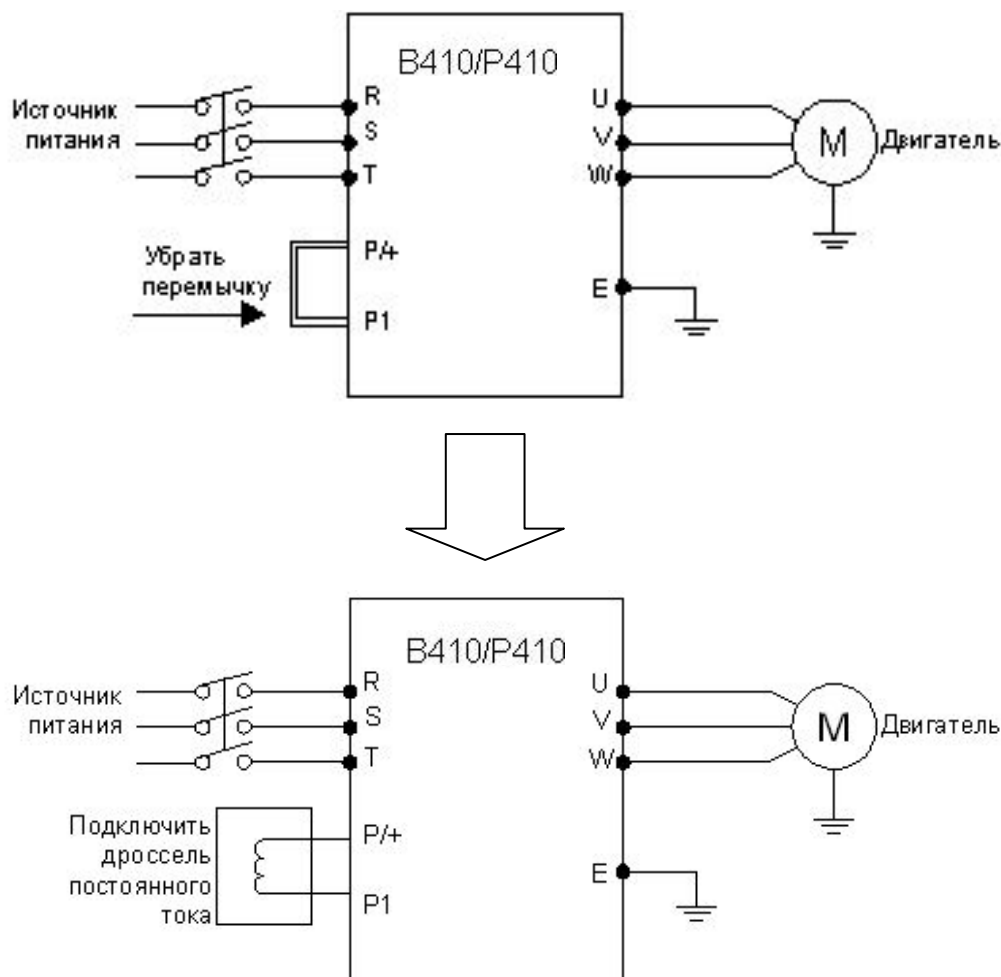 B410/P410
Источник
питания
R
S
T
U
V
W
M
Двигатель
Убрать
перемычку
P/+
P1
E
B410/P410
Источник
питания
R
S
T
U
V
W
M
Двигатель
Подключить
дроссель
постоянного
тока
P/+
P1
E